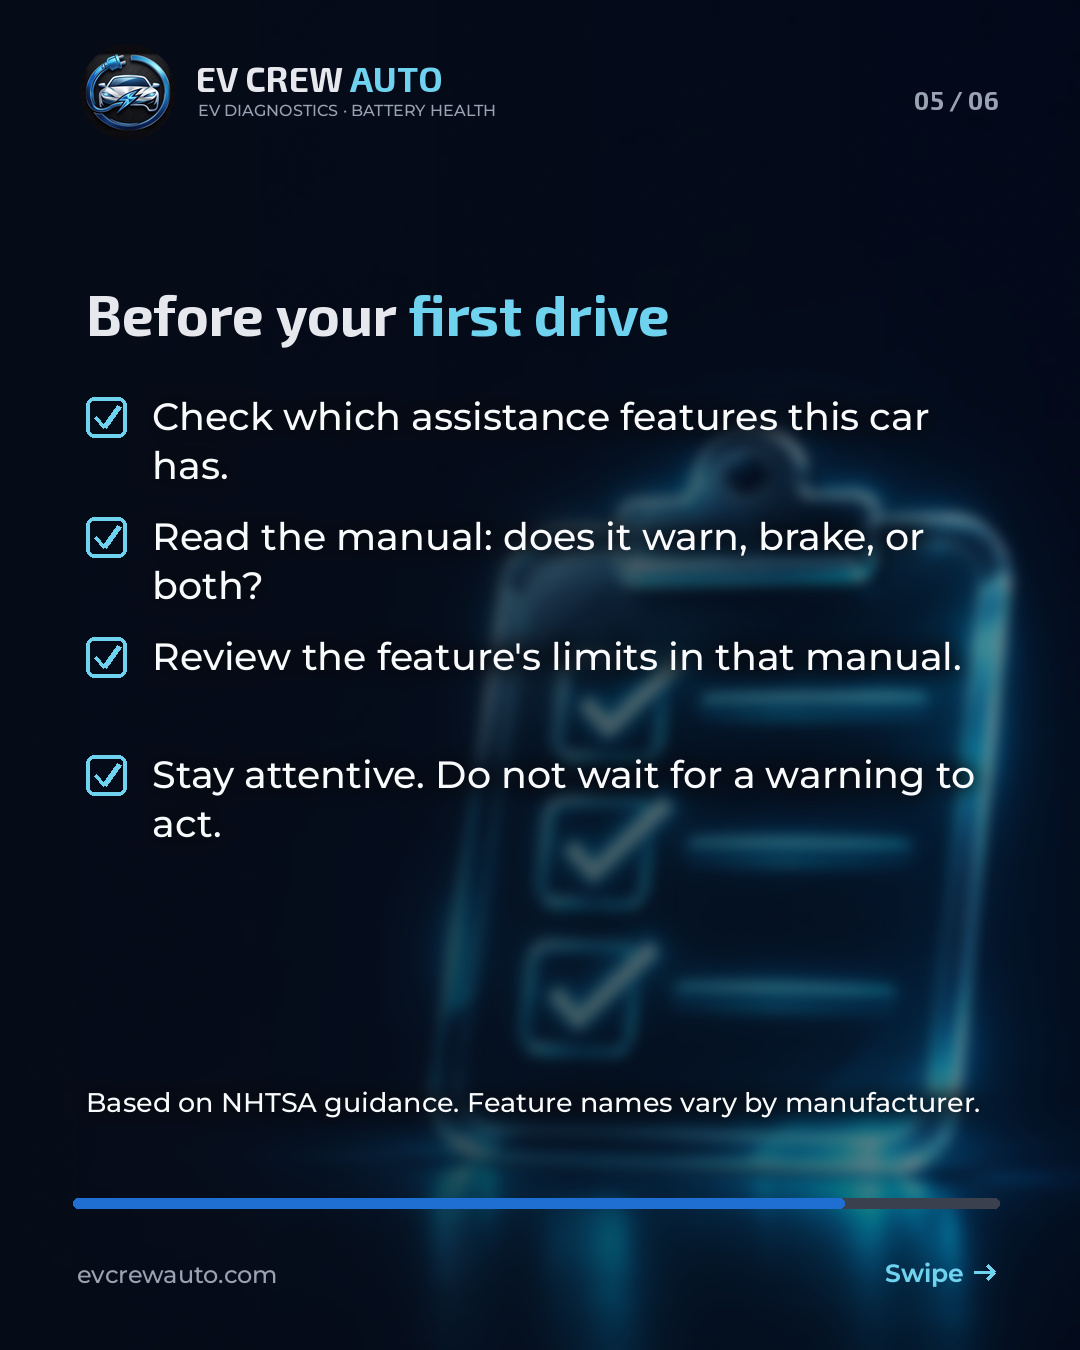 EV CREW AUTO
EV DIAGNOSTICS · BATTERY HEALTH
05 / 06
Before your first drive
Check which assistance features this car
has.
Read the manual: does it warn, brake, or
both?
Review the feature's limits in that manual.
Stay attentive. Do not wait for a warning to
act.
Based on NHTSA guidance. Feature names vary by manufacturer.
evcrewauto.com
Swipe →